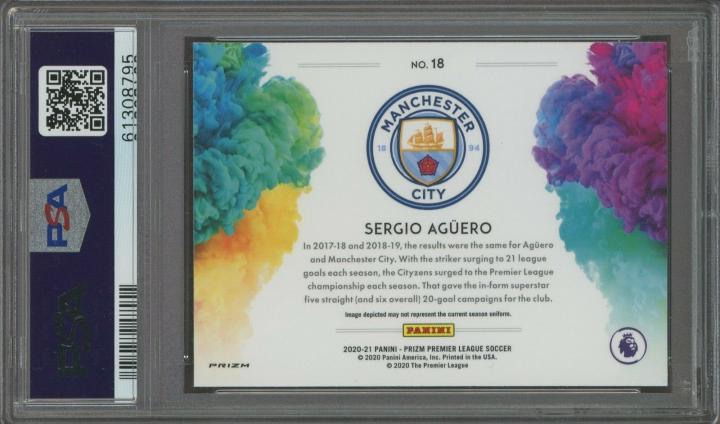 61308795
PSA
PSA
NO. 18
MANCHESTER
18 94
CITY
SERGIO AGÜERO
In 2017-18 and 2018-19, the results were the same for Agüero
and Manchester City. With the striker surging to 21 league
goals each season, the Cityzens surged to the Premier League
championship each season. That gave the in-form superstar
five straight (and six overall) 20-goal campaigns for the club.
Image depicted may not represent the current season uniform.
PANINI
2020-21 PANINI - PRIZM PREMIER LEAGUE SOCCER
© 2020 Panini America, Inc. Printed in the USA.
© 2020 The Premier League
PRIZM